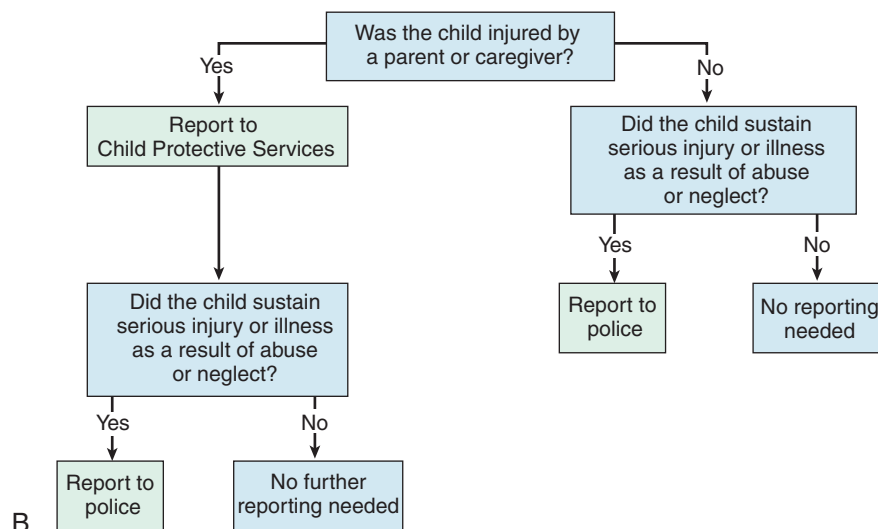 Was the child injured by
a parent or caregiver?
Yes
No
Report to
Child Protective Services
Did the child sustain
serious injury or illness
as a result of abuse
or neglect?
Yes
No
Report to
police
No reporting
needed
Did the child sustain
serious injury or illness
as a result of abuse
or neglect?
Yes
No
Report to
police
No further
reporting needed
B